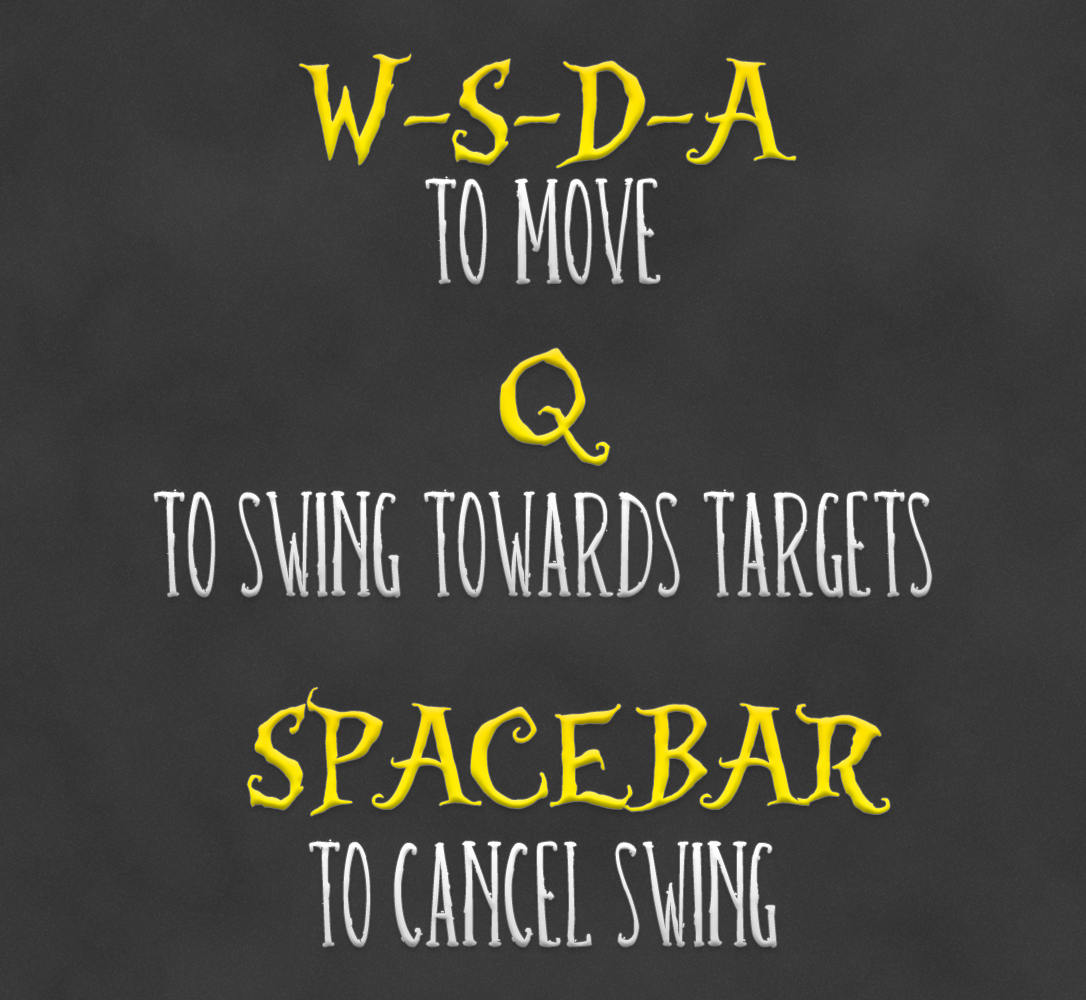 W-S-D-A
TO MOVE
Q
TO SWING TOWARDS TARGETS
SPACEBAR
TO CANCEL SWING